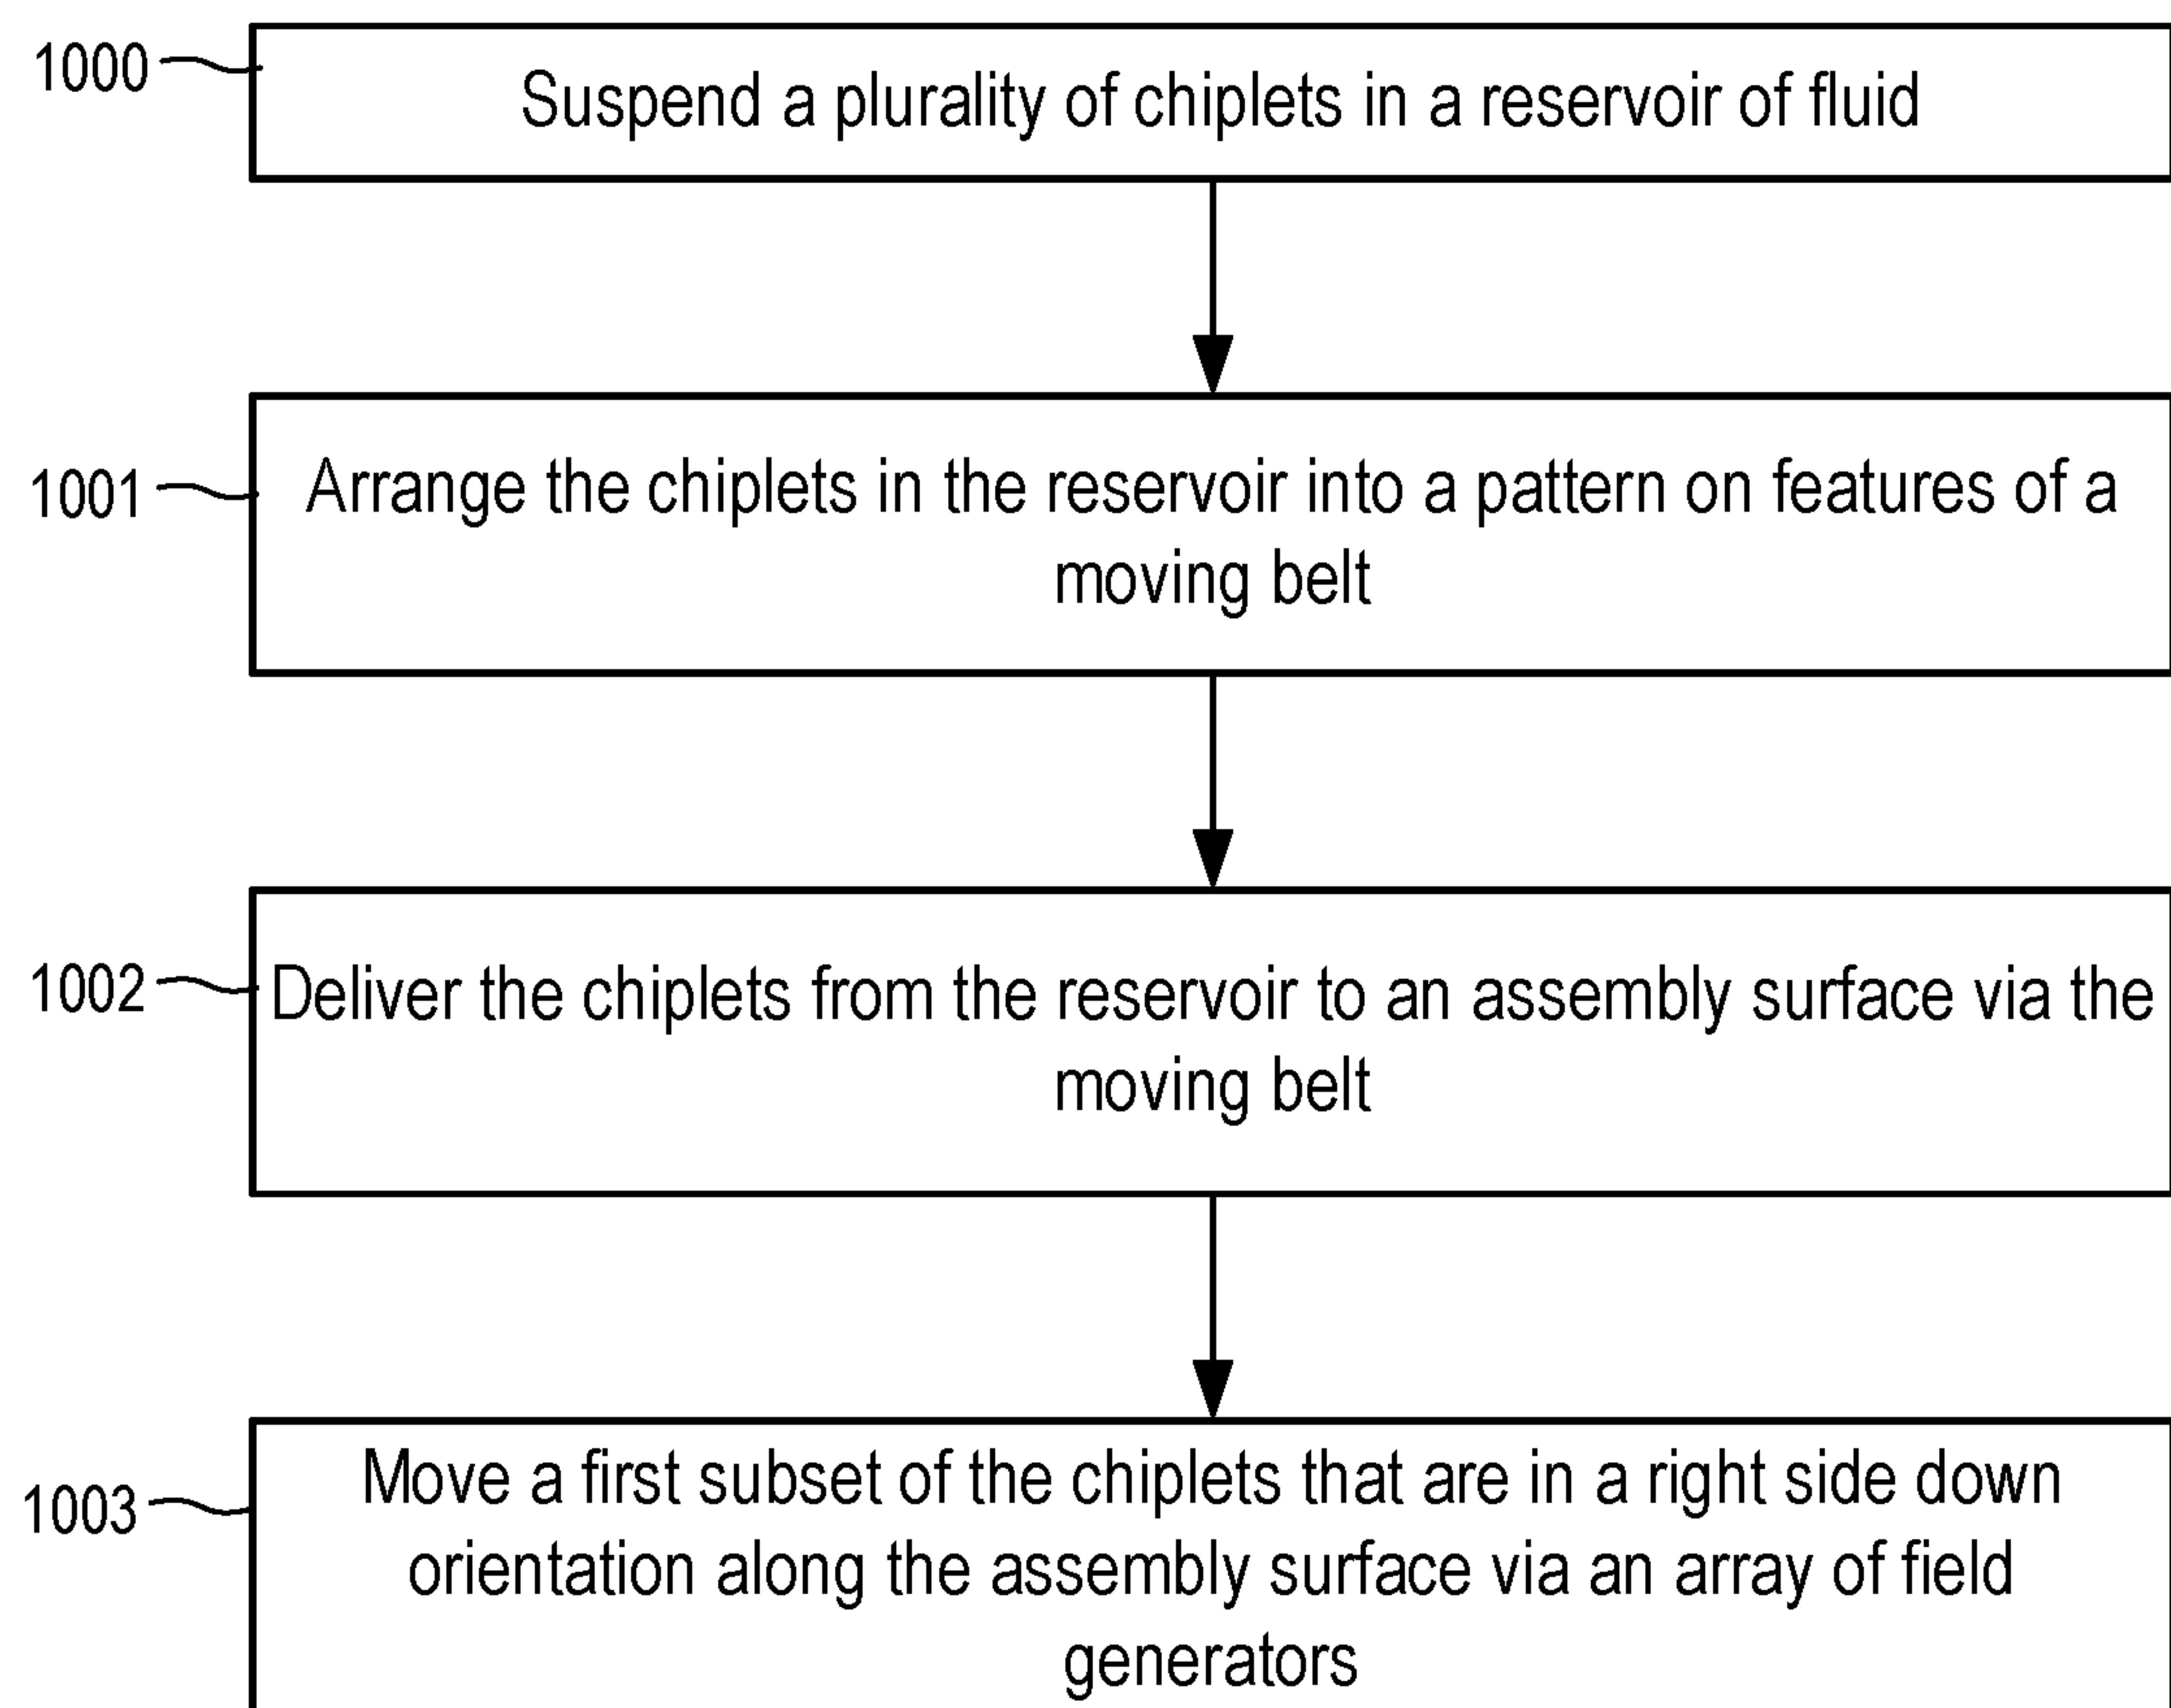 1000
Suspend a plurality of chiplets in a reservoir of fluid
1001
Arrange the chiplets in the reservoir into a pattern on features of a
moving belt
1002
Deliver the chiplets from the reservoir to an assembly surface via the
moving belt
1003
Move a first subset of the chiplets that are in a right side down
orientation along the assembly surface via an array of field
generators